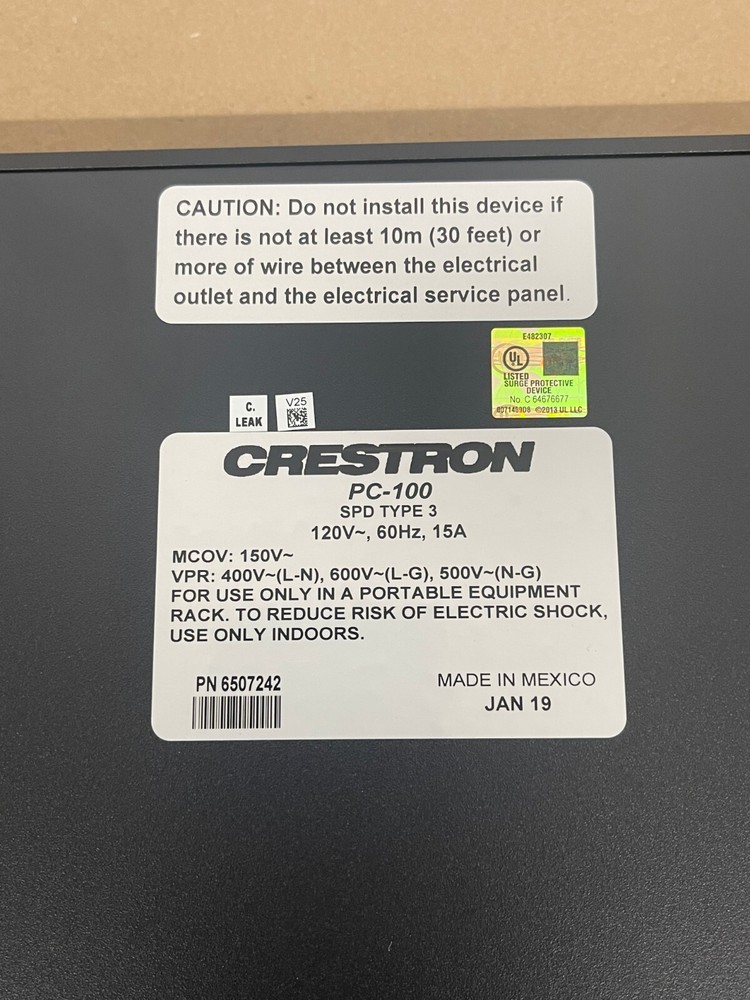 CAUTION: Do not install this device if
there is not at least 10m (30 feet) or
more of wire between the electrical
outlet and the electrical service panel.
E482307
UL
LISTED
SURGE PROTECTIVE
DEVICE
No. C 64676677
©2013 UL LLC
C.
LEAK
V25
CRESTRON
PC-100
SPD TYPE 3
120V~, 60Hz, 15A
MCOV: 150V~
VPR: 400V~(L-N), 600V~(L-G), 500V~(N-G)
FOR USE ONLY IN A PORTABLE EQUIPMENT
RACK. TO REDUCE RISK OF ELECTRIC SHOCK,
USE ONLY INDOORS.
PN 6507242
MADE IN MEXICO
JAN 19